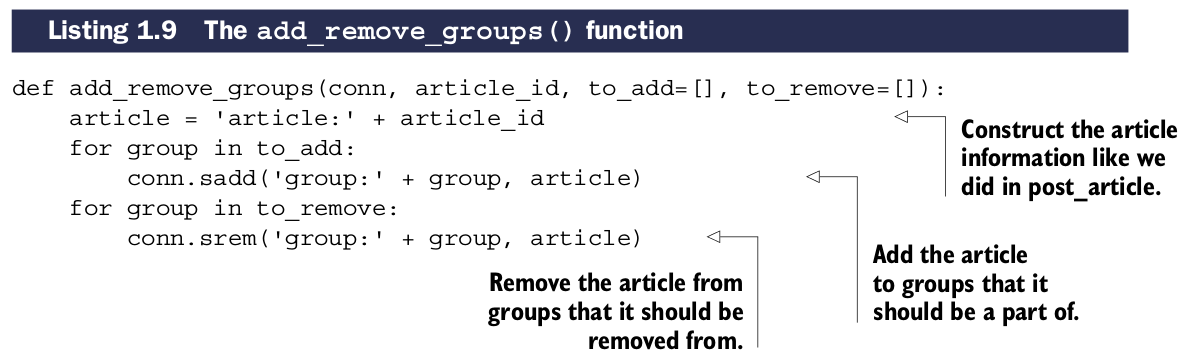 Listing 1.9 The add_remove_groups() function
def add_remove_groups(conn, article_id, to_add=[], to_remove=[]):
    article = 'article:' + article_id
    for group in to_add:
        conn.sadd('group:' + group, article)
    for group in to_remove:
        conn.srem('group:' + group, article)
Construct the article
information like we
did in post_article.
Add the article
to groups that it
should be a part of.
Remove the article from
groups that it should be
removed from.